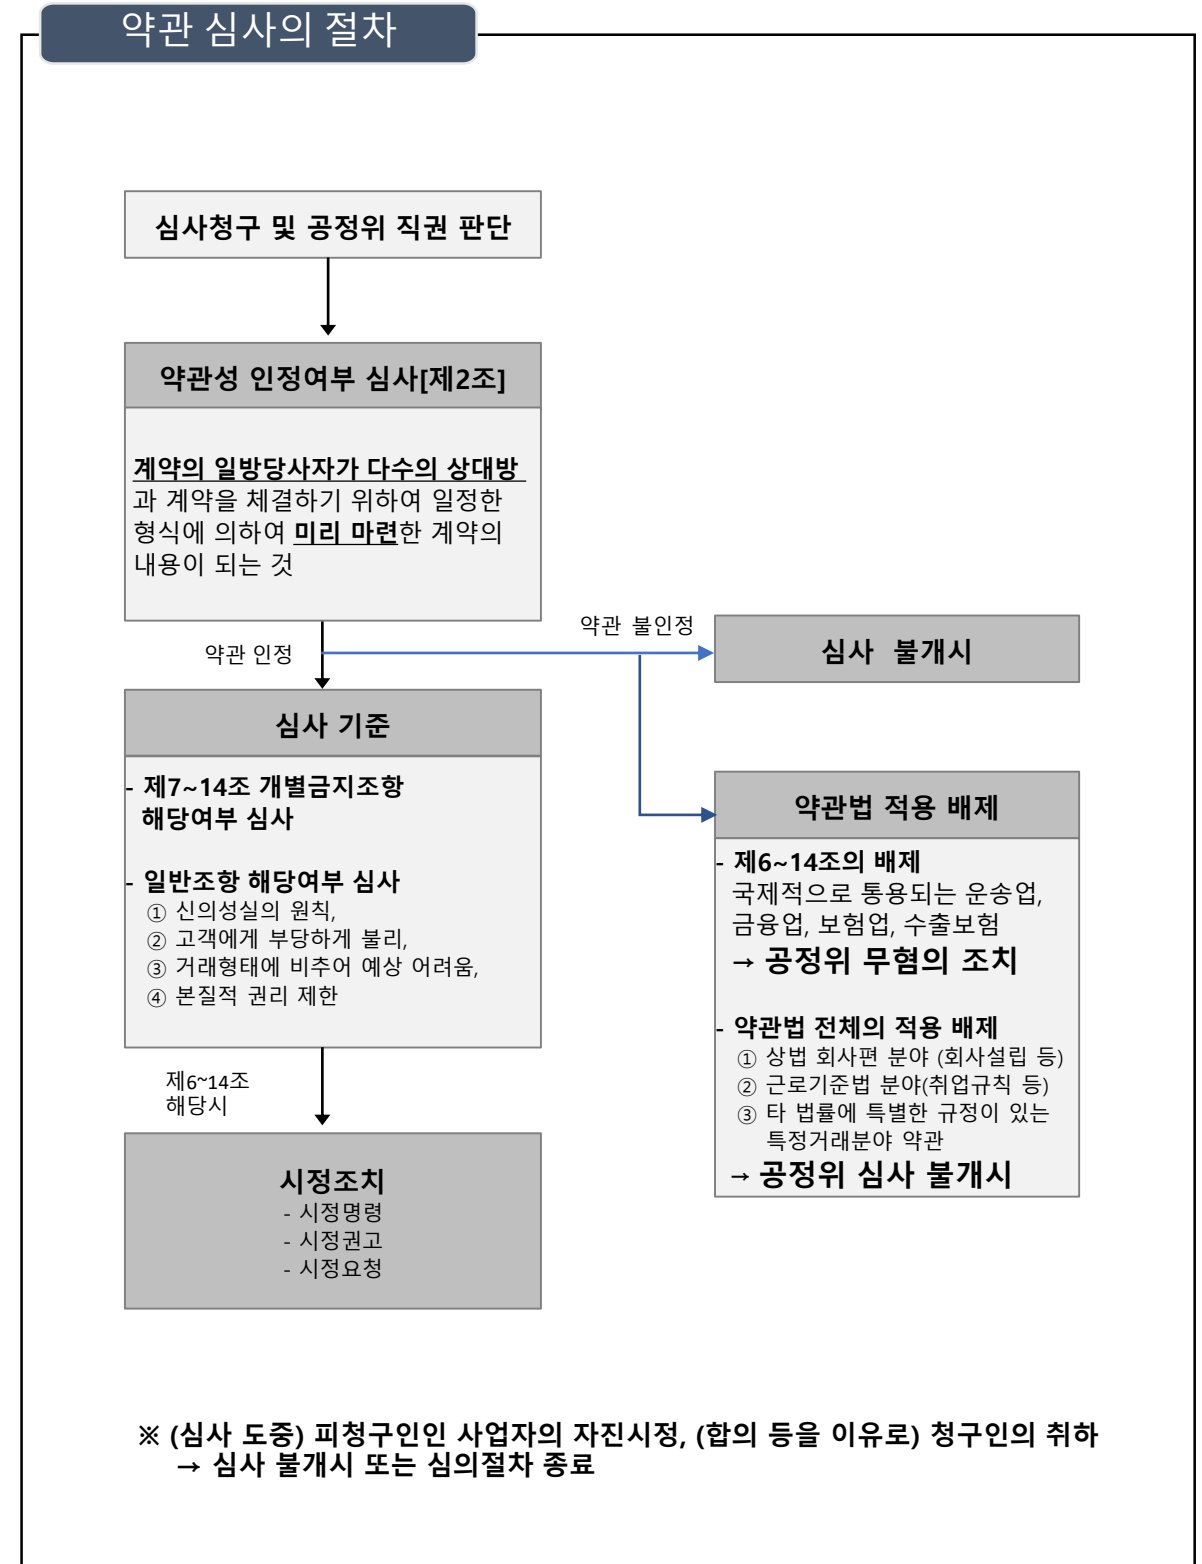 약관 심사의 절차
심사청구 및 공정위 직권 판단
약관성 인정여부 심사[제2조]
계약의 일방당사자가 다수의 상대방
과 계약을 체결하기 위하여 일정한
형식에 의하여 미리 마련한 계약의
내용이 되는 것
약관 불인정
약관 인정
심사 불개시
심사 기준
- 제7~14조 개별금지조항
해당여부 심사
- 일반조항 해당여부 심사
① 신의성실의 원칙,
② 고객에게 부당하게 불리,
③ 거래형태에 비추어 예상 어려움,
④ 본질적 권리 제한
약관법 적용 배제
- 제6~14조의 배제
국제적으로 통용되는 운송업,
금융업, 보험업, 수출보험
→ 공정위 무혐의 조치
- 약관법 전체의 적용 배제
① 상법 회사편 분야 (회사설립 등)
② 근로기준법 분야(취업규칙 등)
③ 타 법률에 특별한 규정이 있는
특정거래분야 약관
→ 공정위 심사 불개시
제6~14조
해당시
시정조치
- 시정명령
- 시정권고
- 시정요청
※ (심사 도중) 피청구인인 사업자의 자진시정, (합의 등을 이유로) 청구인의 취하
→ 심사 불개시 또는 심의절차 종료